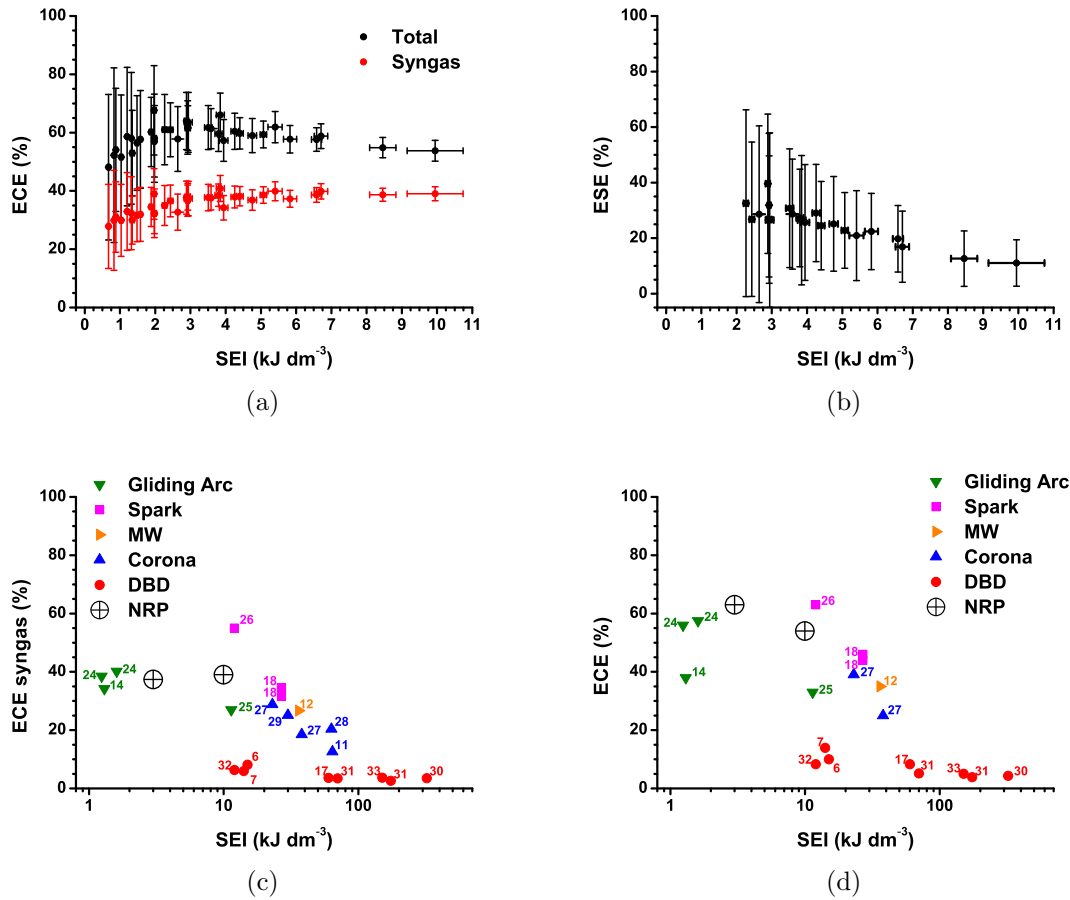 100
80
60
40
20
0
ECE (%)
Total
Syngas
0 1 2 3 4 5 6 7 8 9 10 11
SEI (kJ dm⁻³)
(a)
100
80
60
40
20
0
ESE (%)
0 1 2 3 4 5 6 7 8 9 10 11
SEI (kJ dm⁻³)
(b)
Gliding Arc
Spark
MW
Corona
DBD
NRP
100
80
60
40
20
0
ECE syngas (%)
26
24
24
14
25
18
18
27
29
12
27
28
11
32
6
7
17
31
33
31
30
1 10 100
SEI (kJ dm⁻³)
(c)
Gliding Arc
Spark
MW
Corona
DBD
NRP
100
80
60
40
20
0
ECE (%)
26
24
24
14
25
18
18
27
12
27
7
32
6
17
31
33
31
30
1 10 100
SEI (kJ dm⁻³)
(d)